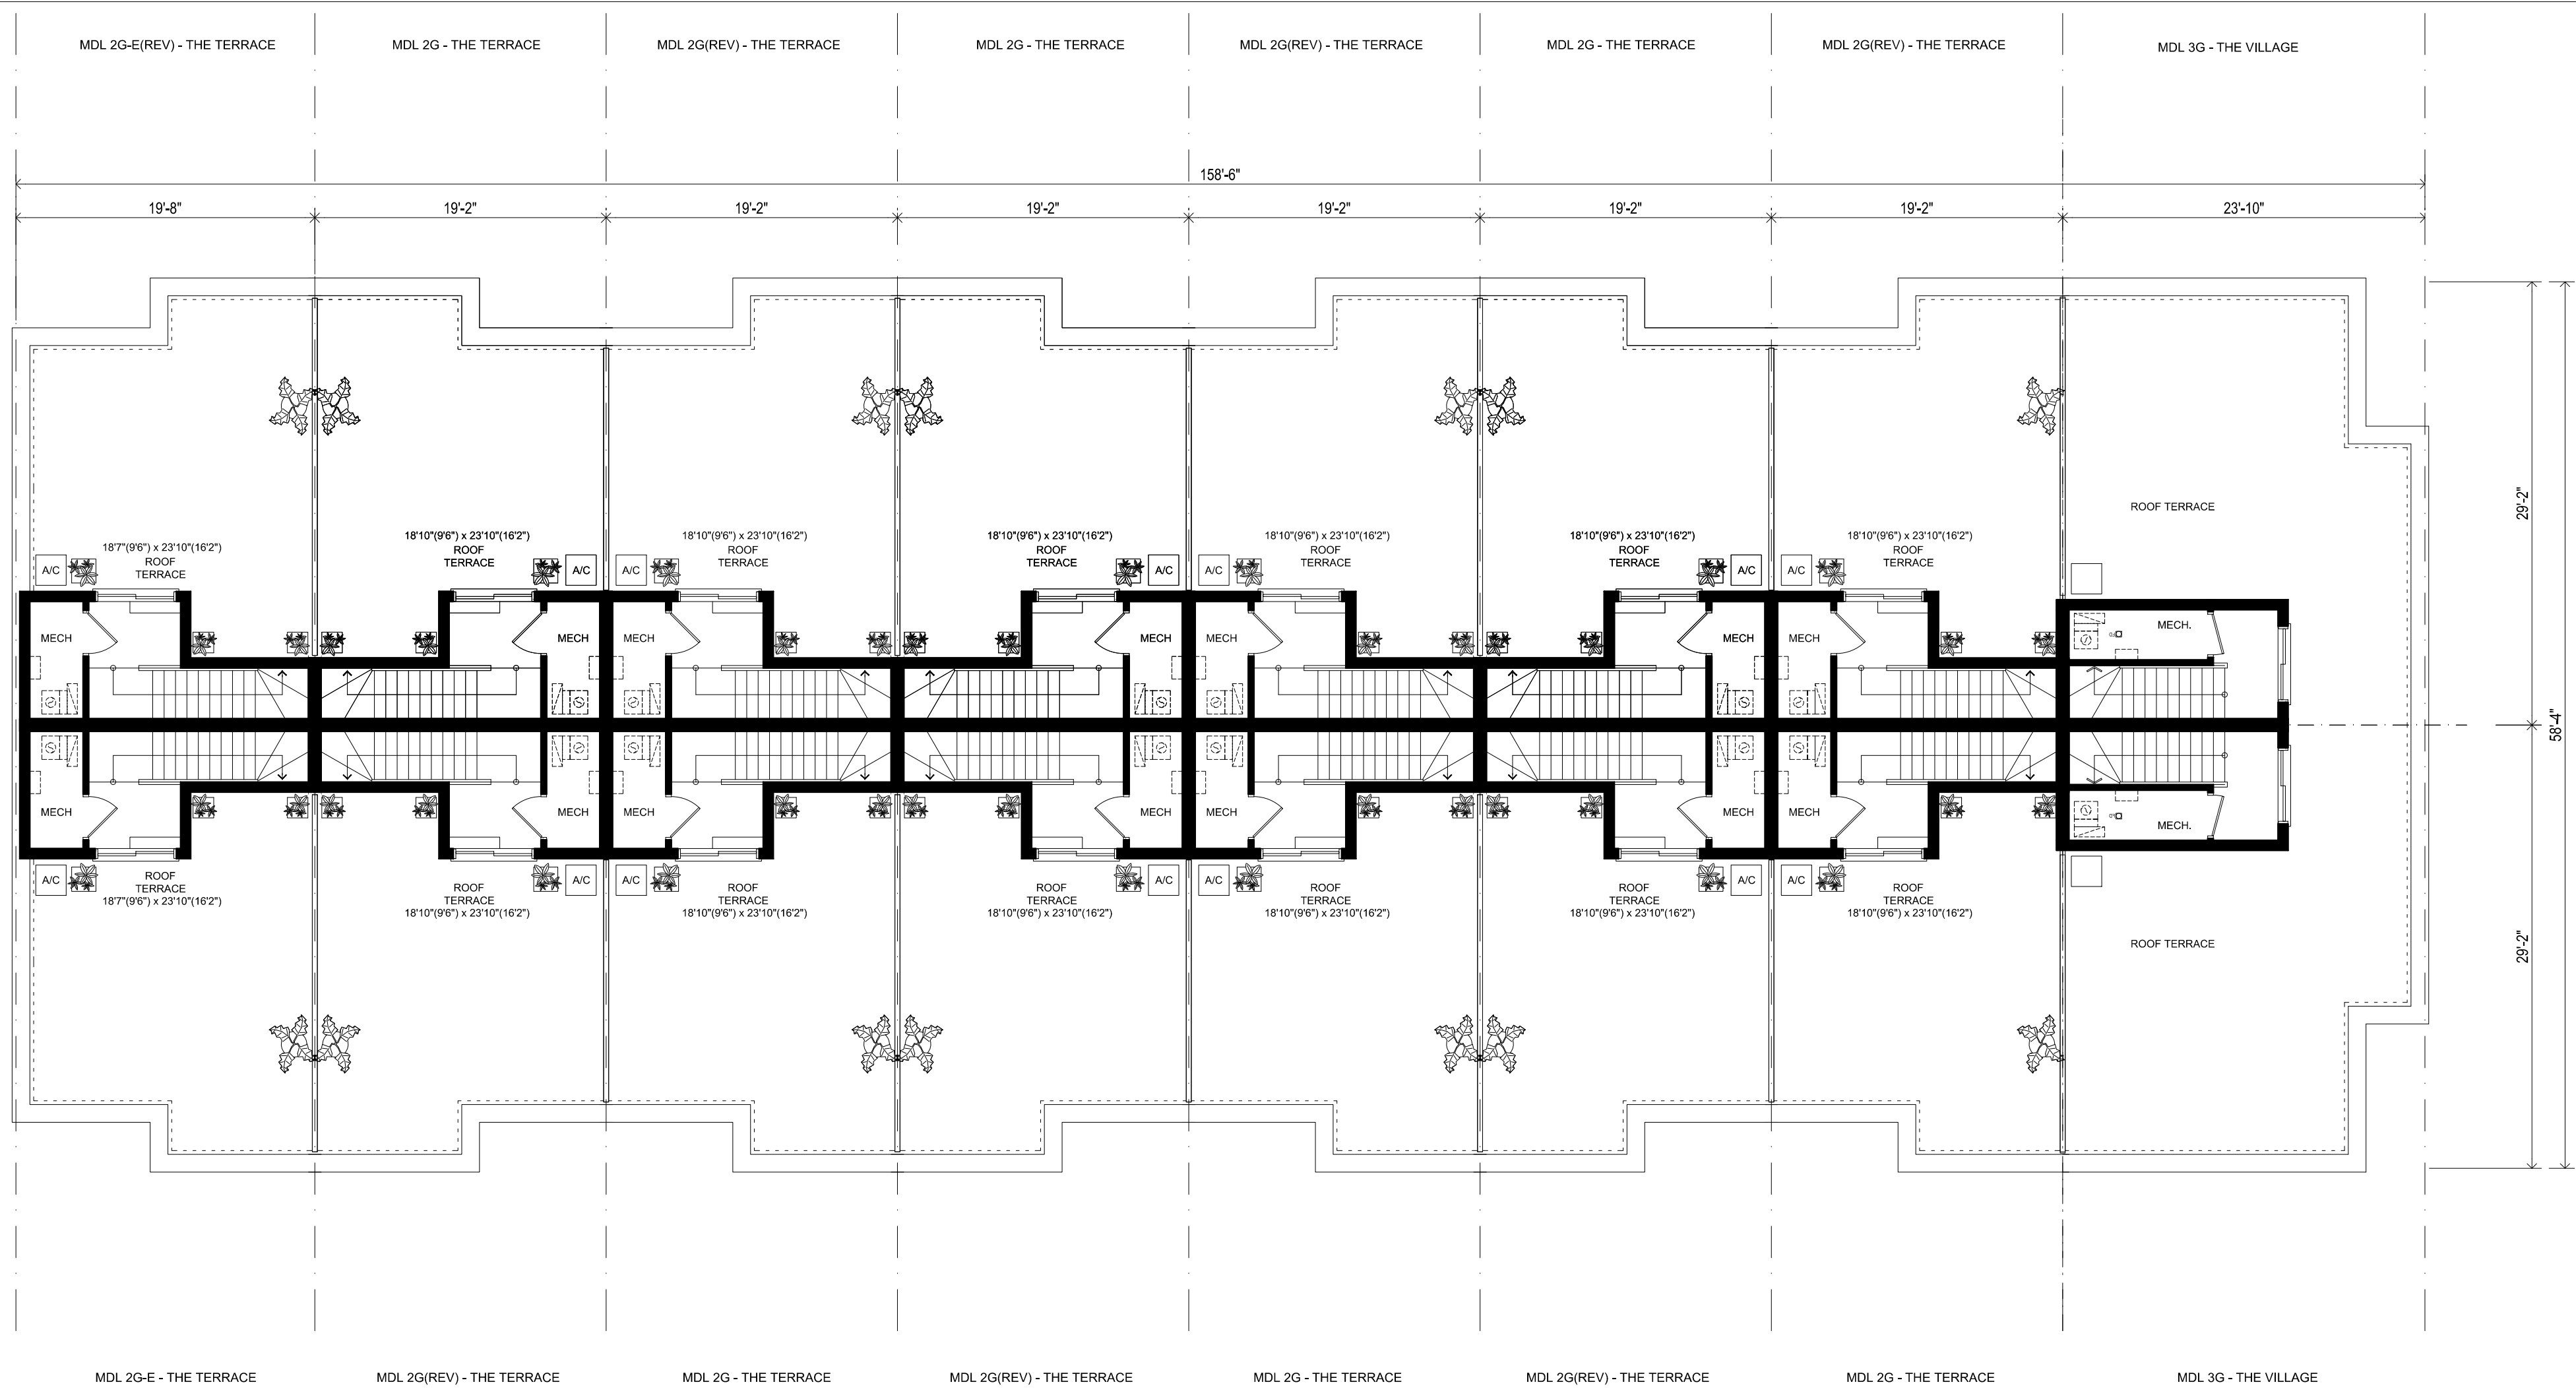 MDL 2G-E(REV) - THE TERRACE
MDL 2G - THE TERRACE
MDL 2G(REV) - THE TERRACE
MDL 2G - THE TERRACE
MDL 2G(REV) - THE TERRACE
MDL 2G - THE TERRACE
MDL 2G(REV) - THE TERRACE
MDL 3G - THE VILLAGE
158'-6"
19'-8"
19'-2"
19'-2"
19'-2"
19'-2"
19'-2"
19'-2"
23'-10"
29'-2"
58'-4"
29'-2"
18'7"(9'6") x 23'10"(16'2")
ROOF
TERRACE
18'10"(9'6") x 23'10"(16'2")
ROOF
TERRACE
18'10"(9'6") x 23'10"(16'2")
ROOF
TERRACE
18'10"(9'6") x 23'10"(16'2")
ROOF
TERRACE
18'10"(9'6") x 23'10"(16'2")
ROOF
TERRACE
18'10"(9'6") x 23'10"(16'2")
ROOF
TERRACE
18'10"(9'6") x 23'10"(16'2")
ROOF
TERRACE
ROOF TERRACE
A/C
A/C
A/C
A/C
A/C
A/C
A/C
MECH
MECH
MECH
MECH
MECH
MECH
MECH
MECH.
MECH
MECH
MECH
MECH
MECH
MECH
MECH
MECH.
A/C
A/C
A/C
A/C
A/C
A/C
A/C
ROOF
TERRACE
18'7"(9'6") x 23'10"(16'2")
ROOF
TERRACE
18'10"(9'6") x 23'10"(16'2")
ROOF
TERRACE
18'10"(9'6") x 23'10"(16'2")
ROOF
TERRACE
18'10"(9'6") x 23'10"(16'2")
ROOF
TERRACE
18'10"(9'6") x 23'10"(16'2")
ROOF
TERRACE
18'10"(9'6") x 23'10"(16'2")
ROOF
TERRACE
18'10"(9'6") x 23'10"(16'2")
ROOF TERRACE
MDL 2G-E - THE TERRACE
MDL 2G(REV) - THE TERRACE
MDL 2G - THE TERRACE
MDL 2G(REV) - THE TERRACE
MDL 2G - THE TERRACE
MDL 2G(REV) - THE TERRACE
MDL 2G - THE TERRACE
MDL 3G - THE VILLAGE